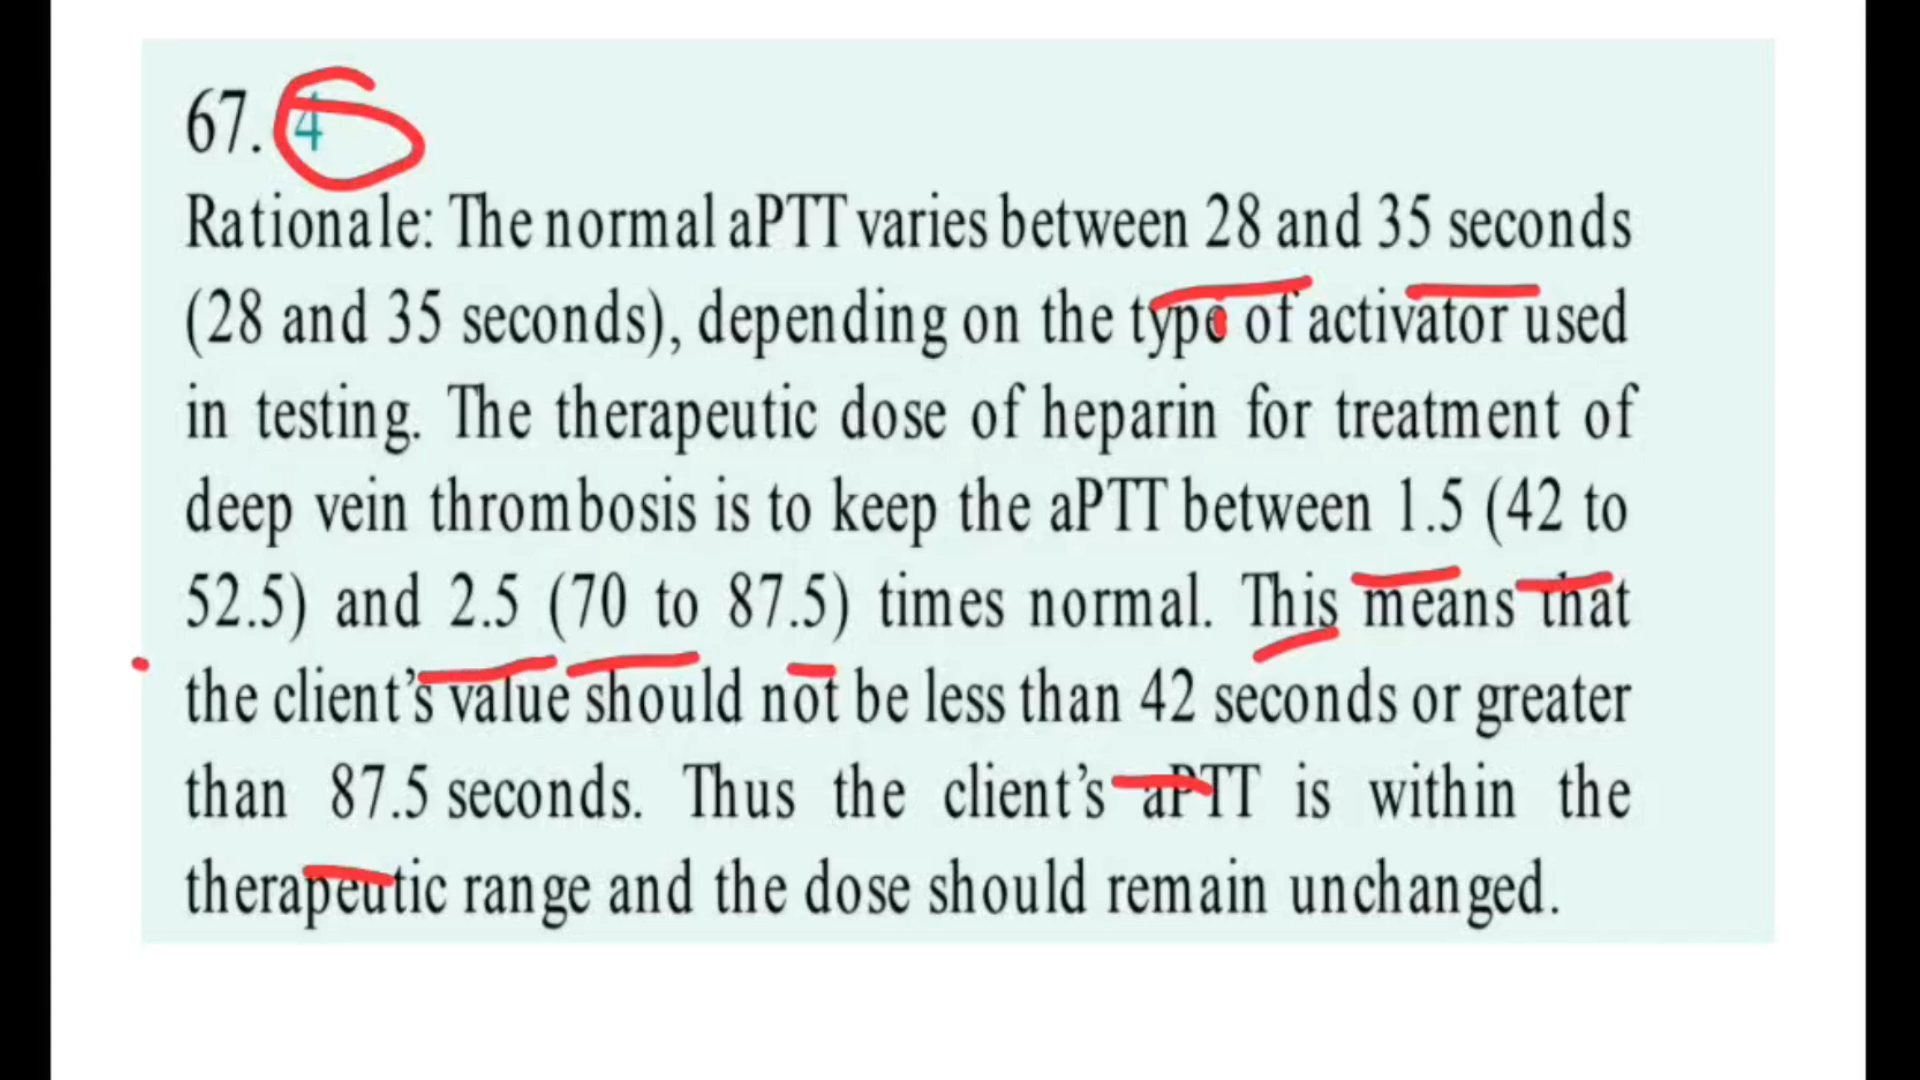 67. 4
Rationale: The normal aPTT varies between 28 and 35 seconds
(28 and 35 seconds), depending on the type of activator used
in testing. The therapeutic dose of heparin for treatment of
deep vein thrombosis is to keep the aPTT between 1.5 (42 to
52.5) and 2.5 (70 to 87.5) times normal. This means that
the client’s value should not be less than 42 seconds or greater
than 87.5 seconds. Thus the client’s aPTT is within the
therapeutic range and the dose should remain unchanged.